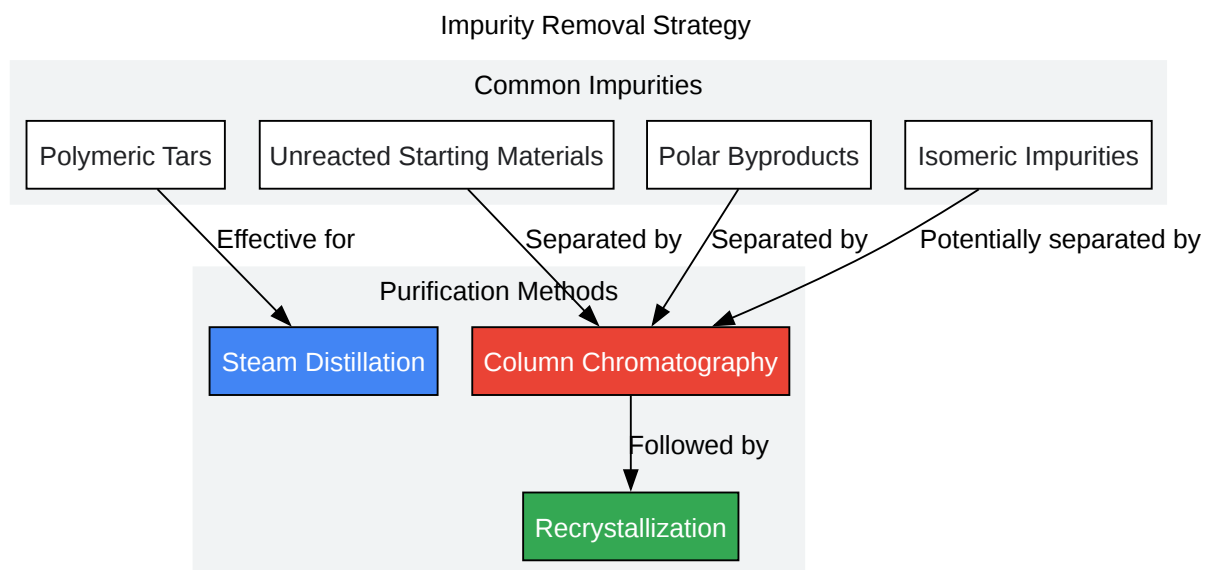 Impurity Removal Strategy
Common Impurities
Polymeric Tars
Unreacted Starting Materials
Polar Byproducts
Isomeric Impurities
Effective for
Separated by
Separated by
Potentially separated by
Purification Methods
Steam Distillation
Column Chromatography
Followed by
Recrystallization